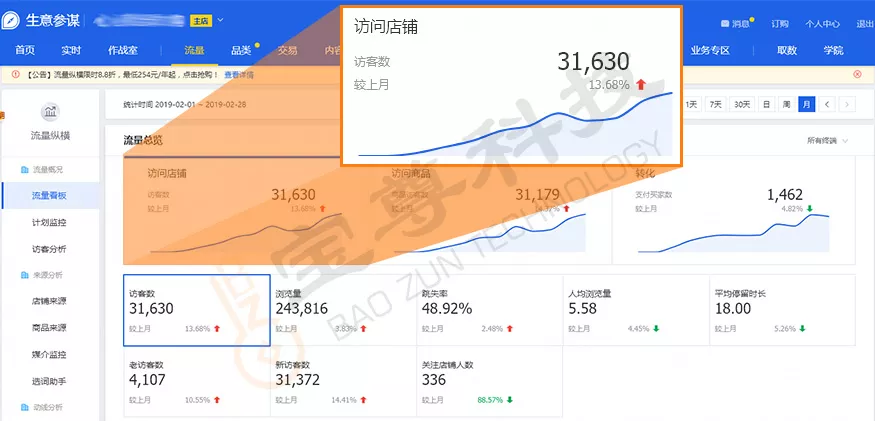 生意参谋 主店 消息 订购 个人中心 退出
首页 实时 作战室 流量 品类 交易 内容 业务专区 取数 学院
【公告】流量纵横限时8.8折，最低254元/年起，点击抢购！ 查看详情
访问店铺
访客数
31,630
较上月 13.68%
流量纵横
统计时间 2019-02-01 ~ 2019-02-28 1天 7天 30天 日 周 月
流量总览 所有终端
流量概况
流量看板
计划监控
访客分析
来源分析
店铺来源
商品来源
媒介监控
选词助手
动线分析
访问店铺
访客数 31,630
较上月 13.68%
访问商品
商品访客数 31,179
较上月 14.37%
转化
支付买家数 1,462
较上月 4.82%
访客数
31,630
较上月 13.68%
浏览量
243,816
较上月 3.83%
跳失率
48.92%
较上月 2.48%
人均浏览量
5.58
较上月 4.45%
平均停留时长
18.00
较上月 5.26%
老访客数
4,107
较上月 10.55%
新访客数
31,372
较上月 14.41%
关注店铺人数
336
较上月 88.57%
宝尊科技
BAO ZUN TECHNOLOGY